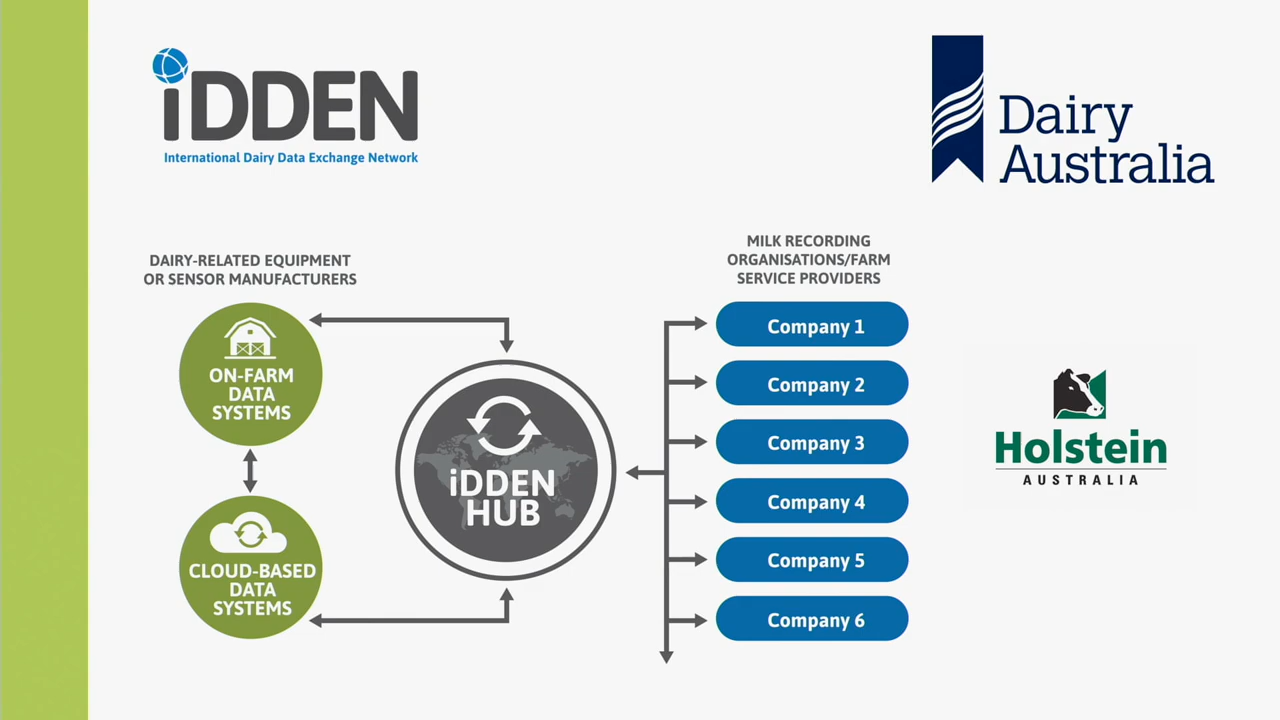 iDDEN
International Dairy Data Exchange Network
Dairy
Australia
DAIRY-RELATED EQUIPMENT
OR SENSOR MANUFACTURERS
ON-FARM
DATA
SYSTEMS
CLOUD-BASED
DATA
SYSTEMS
iDDEN
HUB
MILK RECORDING
ORGANISATIONS/FARM
SERVICE PROVIDERS
Company 1
Company 2
Company 3
Company 4
Company 5
Company 6
Holstein
AUSTRALIA